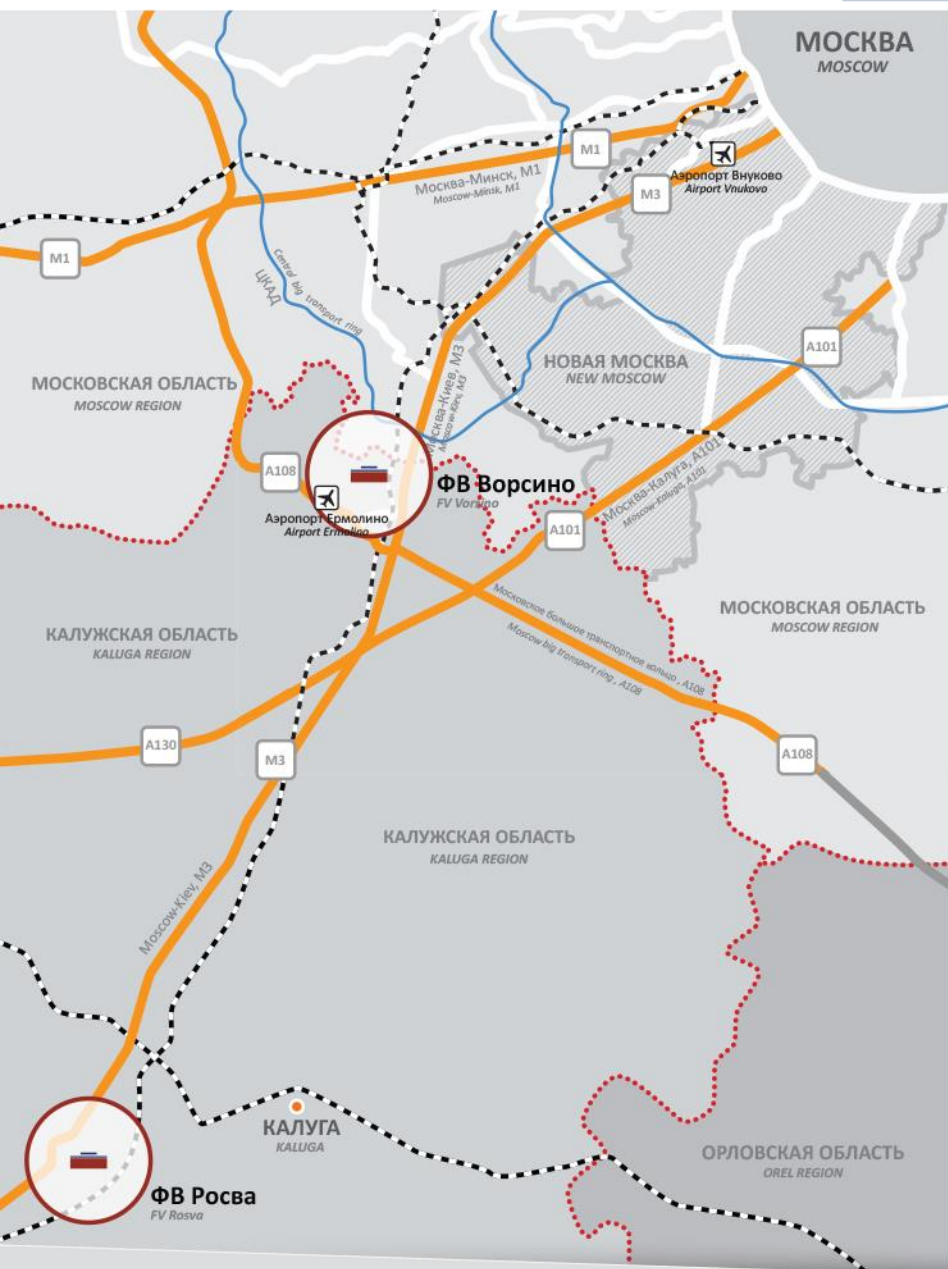 МОСКВА
MOSCOW
M1
Москва-Минск, М1
Moscow-Minsk, M1
Аэропорт Внуково
Airport Vnukovo
M3
M1
ЦКАД
Central big transport ring
A101
НОВАЯ МОСКВА
NEW MOSCOW
Москва-Киев, М3
Moscow-Kiev, M3
МОСКОВСКАЯ ОБЛАСТЬ
MOSCOW REGION
A108
ФВ Ворсино
FV Vorsino
Москва-Калуга, А101
Moscow-Kaluga, A101
Аэропорт Ермолино
Airport Ermolino
A101
Московское большое транспортное кольцо , А108
Moscow big transport ring , A108
МОСКОВСКАЯ ОБЛАСТЬ
MOSCOW REGION
КАЛУЖСКАЯ ОБЛАСТЬ
KALUGA REGION
A130
M3
A108
КАЛУЖСКАЯ ОБЛАСТЬ
KALUGA REGION
Moscow-Kiev, M3
КАЛУГА
KALUGA
ОРЛОВСКАЯ ОБЛАСТЬ
OREL REGION
ФВ Росва
FV Rosva